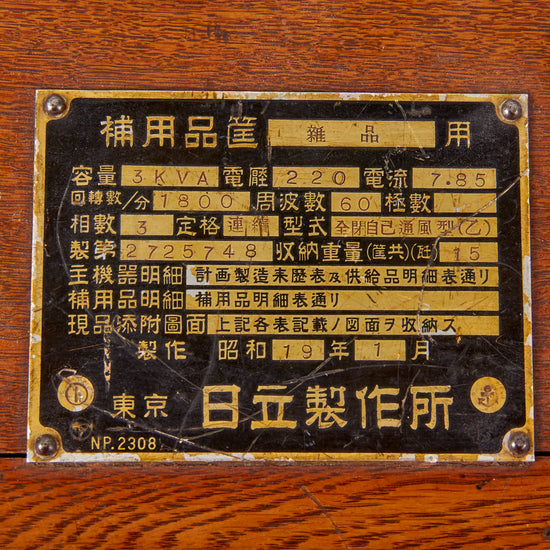 補用品筐 雜品 用
容量 3KVA 電壓 220 電流 7.85
回轉數/分 1800 周波數 60 極數
相數 3 定格 連續 型式 全閉自己通風型(乙)
製第 2725748 收納重量(筐共)(瓩) 15
主機器明細 計画製造来歴表及供給品明細表通リ
補用品明細 補用品明細表通リ
現品添附圖面 上記各表記載ノ図面ヲ收納ス
製作 昭和 19 年 1 月
東京 日立製作所
NP.2308